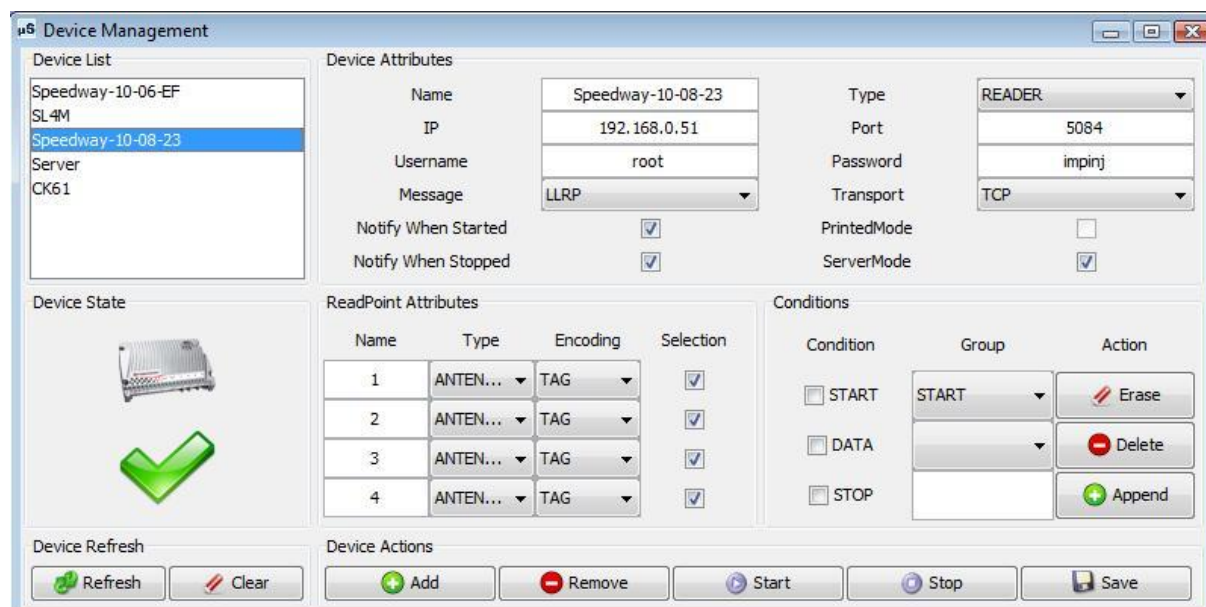 µS Device Management
Device List
Speedway-10-06-EF
SL4M
Speedway-10-08-23
Server
CK61
Device Attributes
Name Speedway-10-08-23 Type READER
IP 192.168.0.51 Port 5084
Username root Password impinj
Message LLRP Transport TCP
Notify When Started PrintedMode
Notify When Stopped ServerMode
Device State
ReadPoint Attributes
Name Type Encoding Selection
1 ANTEN... TAG
2 ANTEN... TAG
3 ANTEN... TAG
4 ANTEN... TAG
Conditions
Condition Group Action
START START Erase
DATA Delete
STOP Append
Device Refresh
Refresh Clear
Device Actions
Add Remove Start Stop Save